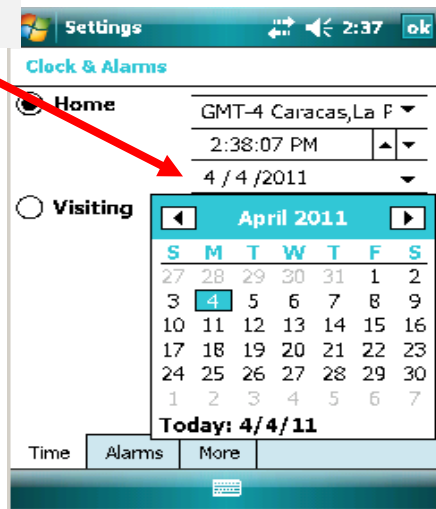 Settings 2:37 ok
Clock & Alarms
Home GMT-4 Caracas,La P
2:38:07 PM
4 / 4 /2011
Visiting
April 2011
S M T W T F S
27 28 29 30 31 1 2
3 4 5 6 7 8 9
10 11 12 13 14 15 16
17 18 19 20 21 22 23
24 25 26 27 28 29 30
1 2 3 4 5 6 7
Today: 4/4/11
Time Alarms More